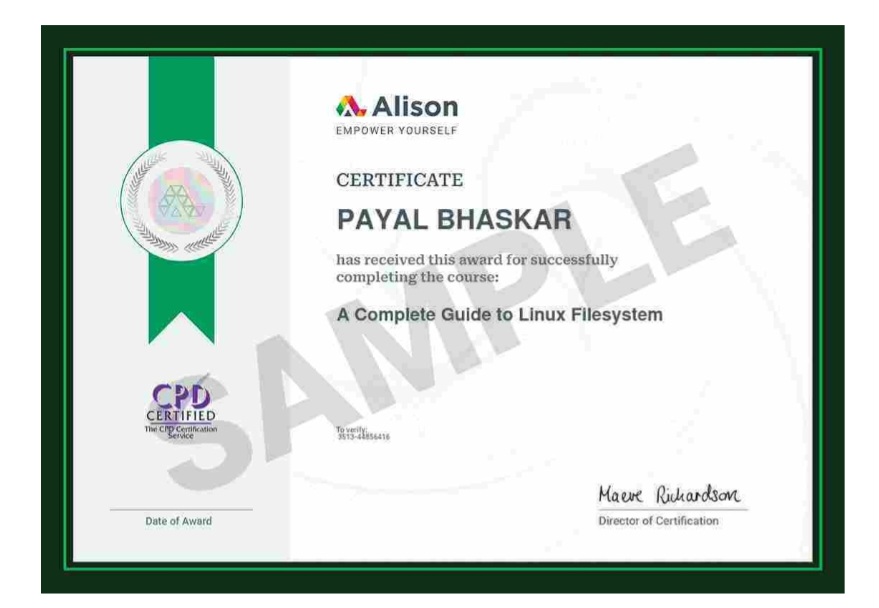 Alison
EMPOWER YOURSELF
CERTIFICATE
PAYAL BHASKAR
has received this award for successfully
completing the course:
A Complete Guide to Linux Filesystem
SAMPLE
CPD
CERTIFIED
The CPD Certification
Service
To verify:
3513-44856416
Maeve Richardson
Date of Award
Director of Certification